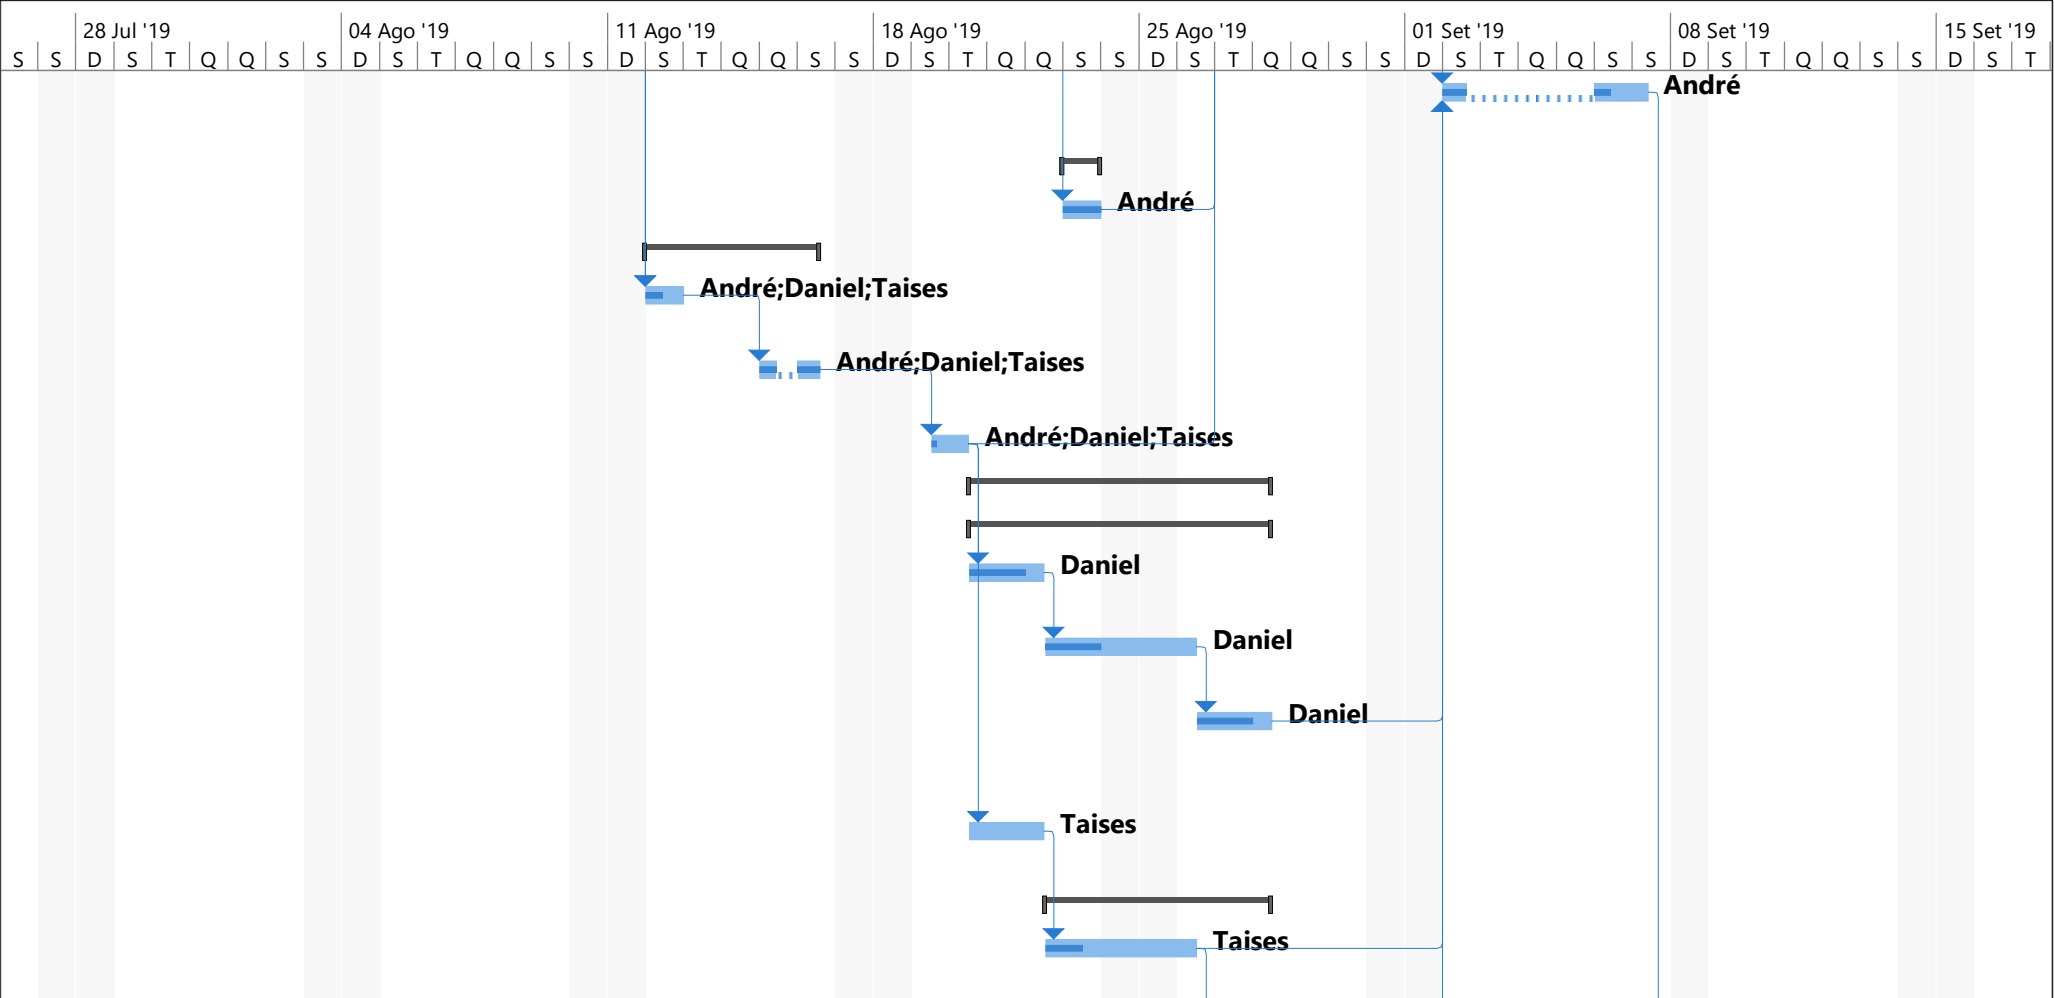 28 Jul '19 04 Ago '19 11 Ago '19 18 Ago '19 25 Ago '19 01 Set '19 08 Set '19 15 Set '19
S S D S T Q Q S S D S T Q Q S S D S T Q Q S S D S T Q Q S S D S T Q Q S S D S T Q Q S S D S T Q Q S S D S T
André
André
André;Daniel;Taises
André;Daniel;Taises
André;Daniel;Taises
Daniel
Daniel
Daniel
Taises
Taises